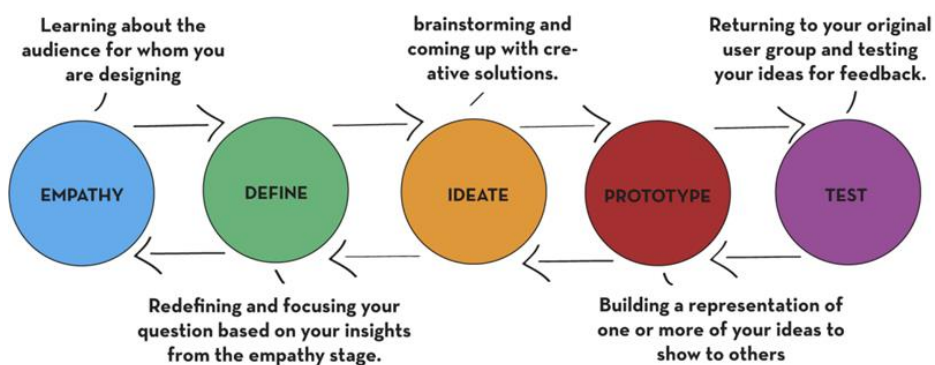 Learning about the
audience for whom you
are designing
brainstorming and
coming up with cre-
ative solutions.
Returning to your original
user group and testing
your ideas for feedback.
EMPATHY
DEFINE
IDEATE
PROTOTYPE
TEST
Redefining and focusing your
question based on your insights
from the empathy stage.
Building a representation of
one or more of your ideas to
show to others